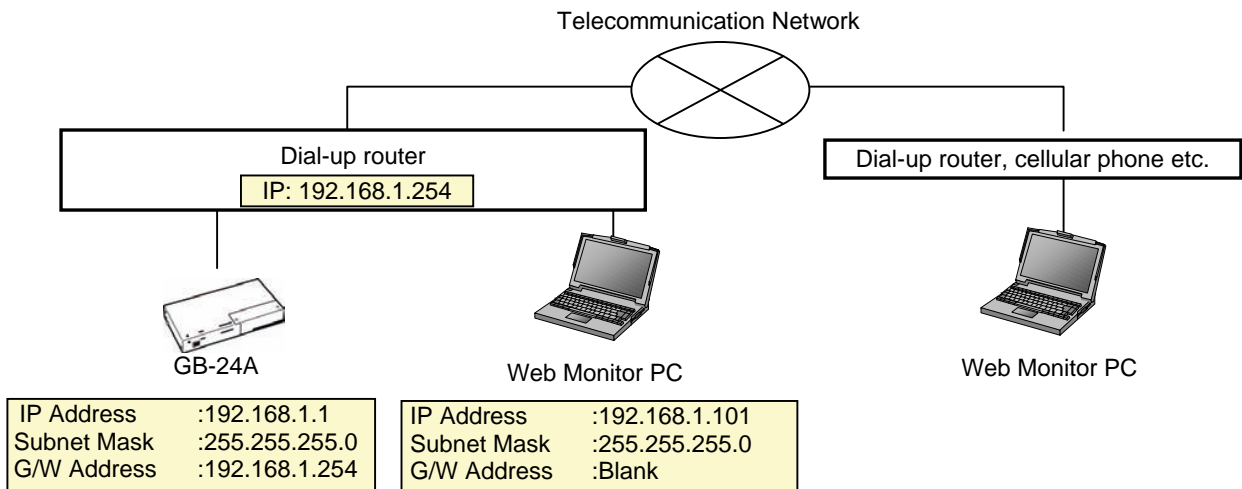 Telecommunication Network
Dial-up router
IP: 192.168.1.254
Dial-up router, cellular phone etc.
GB-24A
Web Monitor PC
Web Monitor PC
IP Address :192.168.1.1
Subnet Mask :255.255.255.0
G/W Address :192.168.1.254
IP Address :192.168.1.101
Subnet Mask :255.255.255.0
G/W Address :Blank